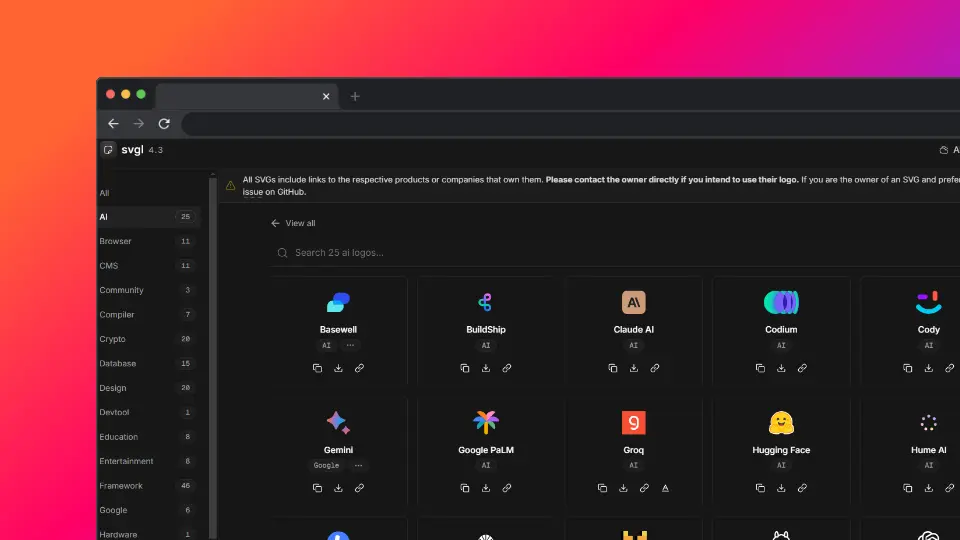 svgl 4.3
All SVGs include links to the respective products or companies that own them. Please contact the owner directly if you intend to use their logo. If you are the owner of an SVG and
issue on GitHub.
All
AI 25
Browser 11
CMS 11
Community 3
Compiler 7
Crypto 20
Database 15
Design 20
Devtool 1
Education 8
Entertainment 8
Framework 46
Google 6
Hardware 1
View all
Search 25 ai logos...
Basewell
AI ...
BuildShip
AI
Claude AI
AI
Codium
AI
Cody
AI
Gemini
Google ...
Google PaLM
AI
Groq
AI
Hugging Face
AI
Hume AI
AI